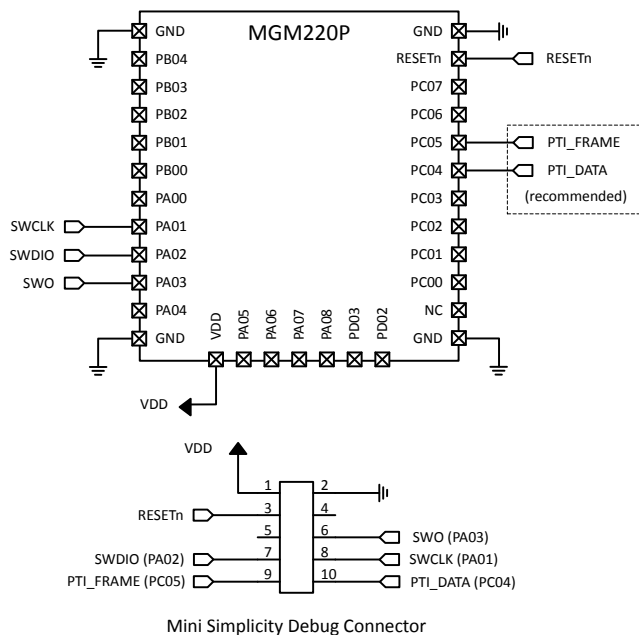 MGM220P
GND
PB04
PB03
PB02
PB01
PB00
PA00
SWCLK PA01
SWDIO PA02
SWO PA03
PA04
GND
GND
RESETn RESETn
PC07
PC06
PC05 PTI_FRAME
PC04 PTI_DATA
PC03 (recommended)
PC02
PC01
PC00
NC
GND
VDD
PA05
PA06
PA07
PA08
PD03
PD02
VDD
VDD
1 2
RESETn 3 4
5 6 SWO (PA03)
SWDIO (PA02) 7 8 SWCLK (PA01)
PTI_FRAME (PC05) 9 10 PTI_DATA (PC04)
Mini Simplicity Debug Connector